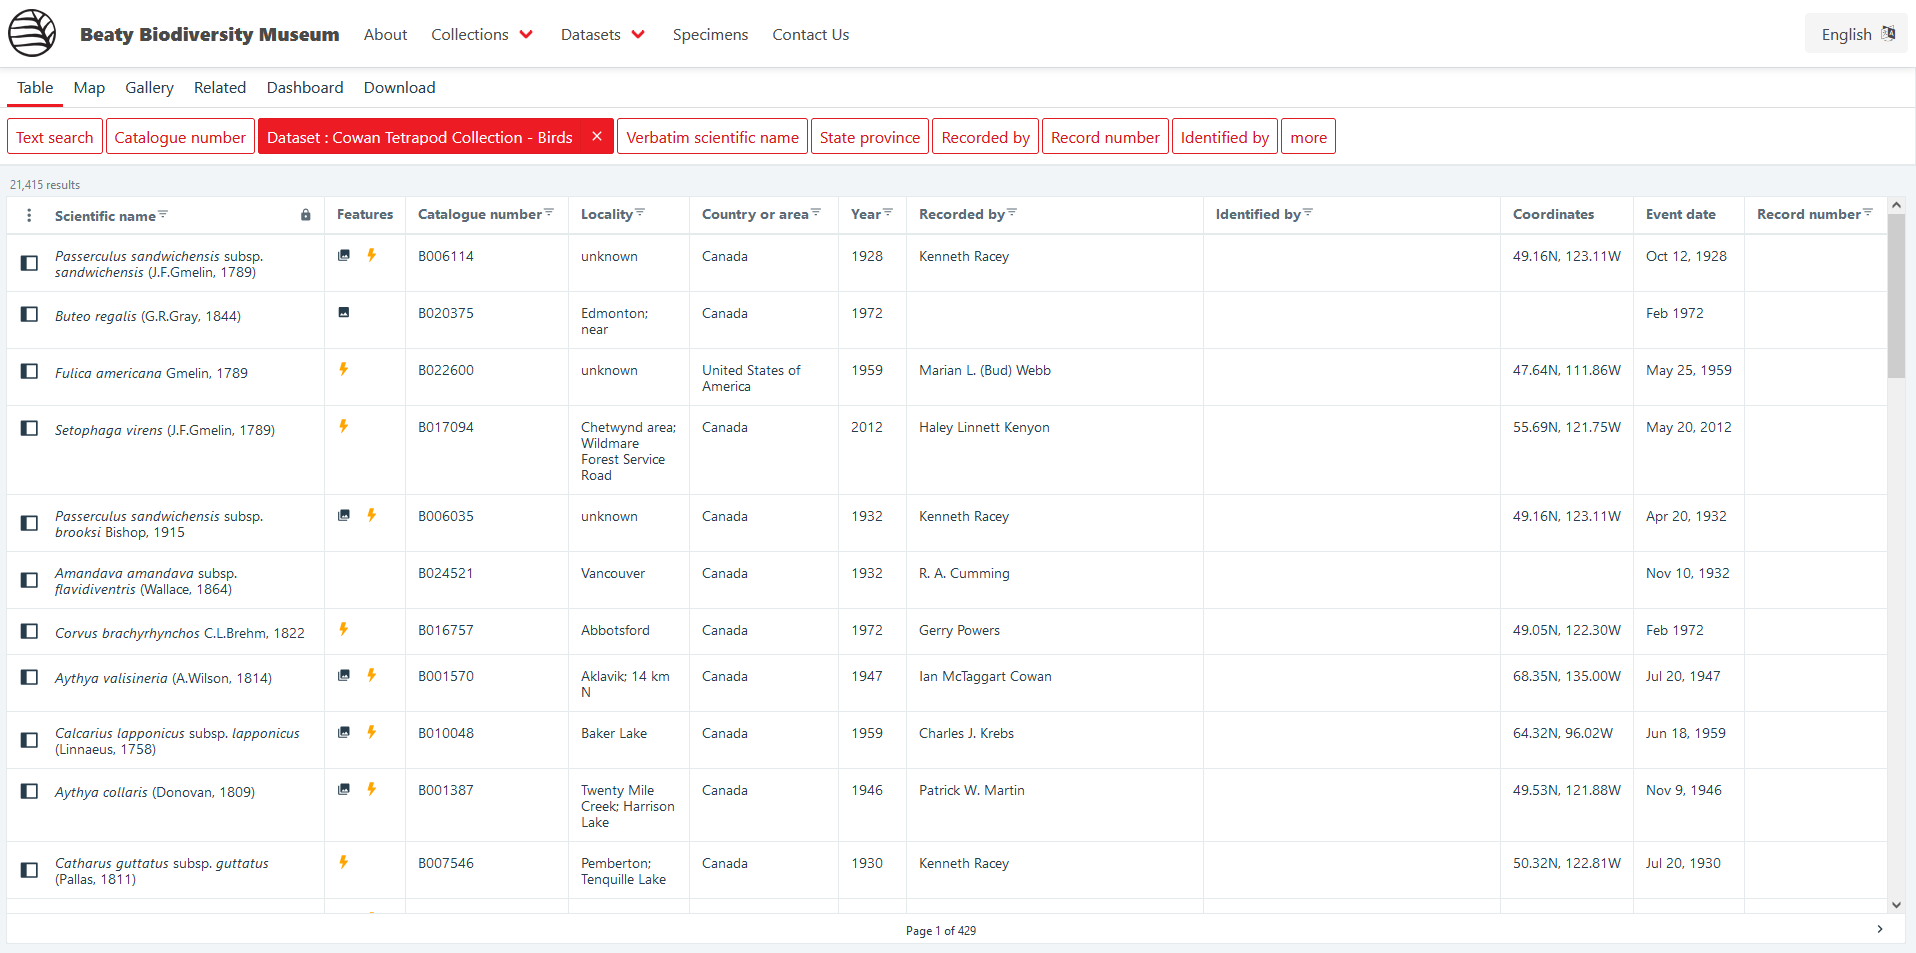 Beaty Biodiversity Museum About Collections Datasets Specimens Contact Us English
Table Map Gallery Related Dashboard Download
Text search Catalogue number Dataset : Cowan Tetrapod Collection - Birds × Verbatim scientific name State province Recorded by Record number Identified by more
21,415 results
Scientific name Features Catalogue number Locality Country or area Year Recorded by Identified by Coordinates Event date Record number
Passerculus sandwichensis subsp. B006114 unknown Canada 1928 Kenneth Racey 49.16N, 123.11W Oct 12, 1928
sandwichensis (J.F.Gmelin, 1789)
Buteo regalis (G.R.Gray, 1844) B020375 Edmonton; Canada 1972 Feb 1972
near
Fulica americana Gmelin, 1789 B022600 unknown United States of 1959 Marian L. (Bud) Webb 47.64N, 111.86W May 25, 1959
America
Setophaga virens (J.F.Gmelin, 1789) B017094 Chetwynd area; Canada 2012 Haley Linnett Kenyon 55.69N, 121.75W May 20, 2012
Wildmare
Forest Service
Road
Passerculus sandwichensis subsp. B006035 unknown Canada 1932 Kenneth Racey 49.16N, 123.11W Apr 20, 1932
brooksi Bishop, 1915
Amandava amandava subsp. B024521 Vancouver Canada 1932 R. A. Cumming Nov 10, 1932
flavidiventris (Wallace, 1864)
Corvus brachyrhynchos C.L.Brehm, 1822 B016757 Abbotsford Canada 1972 Gerry Powers 49.05N, 122.30W Feb 1972
Aythya valisineria (A.Wilson, 1814) B001570 Aklavik; 14 km Canada 1947 Ian McTaggart Cowan 68.35N, 135.00W Jul 20, 1947
N
Calcarius lapponicus subsp. lapponicus B010048 Baker Lake Canada 1959 Charles J. Krebs 64.32N, 96.02W Jun 18, 1959
(Linnaeus, 1758)
Aythya collaris (Donovan, 1809) B001387 Twenty Mile Canada 1946 Patrick W. Martin 49.53N, 121.88W Nov 9, 1946
Creek; Harrison
Lake
Catharus guttatus subsp. guttatus B007546 Pemberton; Canada 1930 Kenneth Racey 50.32N, 122.81W Jul 20, 1930
(Pallas, 1811) Tenquille Lake
Page 1 of 429